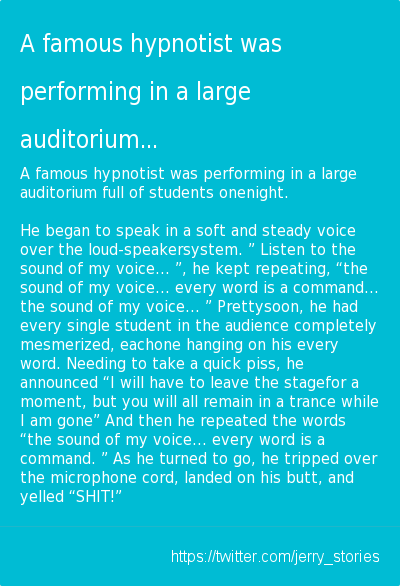 A famous hypnotist was
performing in a large
auditorium...
A famous hypnotist was performing in a large
auditorium full of students onenight.
He began to speak in a soft and steady voice
over the loud-speakersystem. ” Listen to the
sound of my voice… ”, he kept repeating, “the
sound of my voice… every word is a command…
the sound of my voice… ” Prettysoon, he had
every single student in the audience completely
mesmerized, eachone hanging on his every
word. Needing to take a quick piss, he
announced “I will have to leave the stagefor a
moment, but you will all remain in a trance while
I am gone” And then he repeated the words
“the sound of my voice… every word is a
command. ” As he turned to go, he tripped over
the microphone cord, landed on his butt, and
yelled “SHIT!”
https://twitter.com/jerry_stories